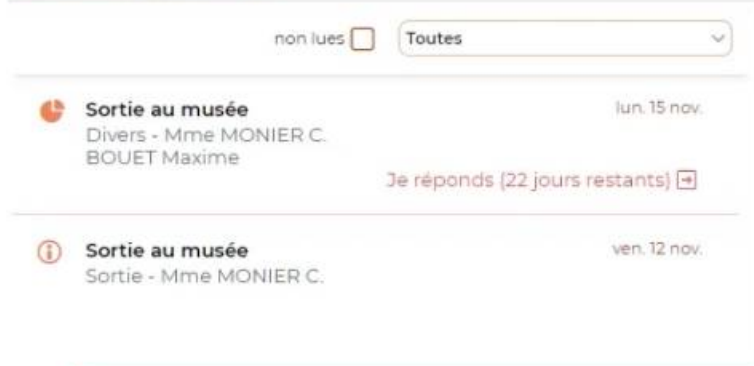 non lues
Toutes
Sortie au musée
lun. 15 nov.
Divers - Mme MONIER C.
BOUET Maxime
Je réponds (22 jours restants)
Sortie au musée
ven. 12 nov.
Sortie - Mme MONIER C.